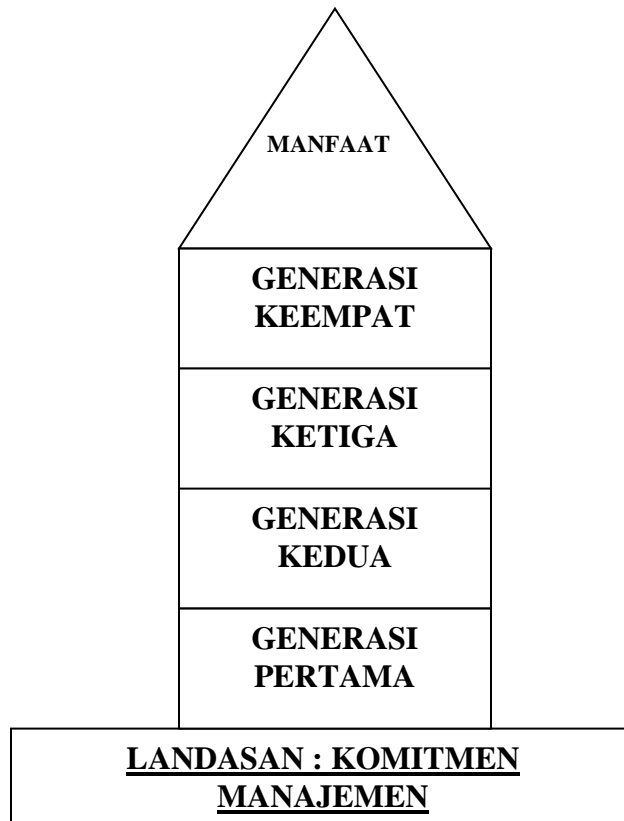 MANFAAT
GENERASI
KEEMPAT
GENERASI
KETIGA
GENERASI
KEDUA
GENERASI
PERTAMA
LANDASAN : KOMITMEN
MANAJEMEN